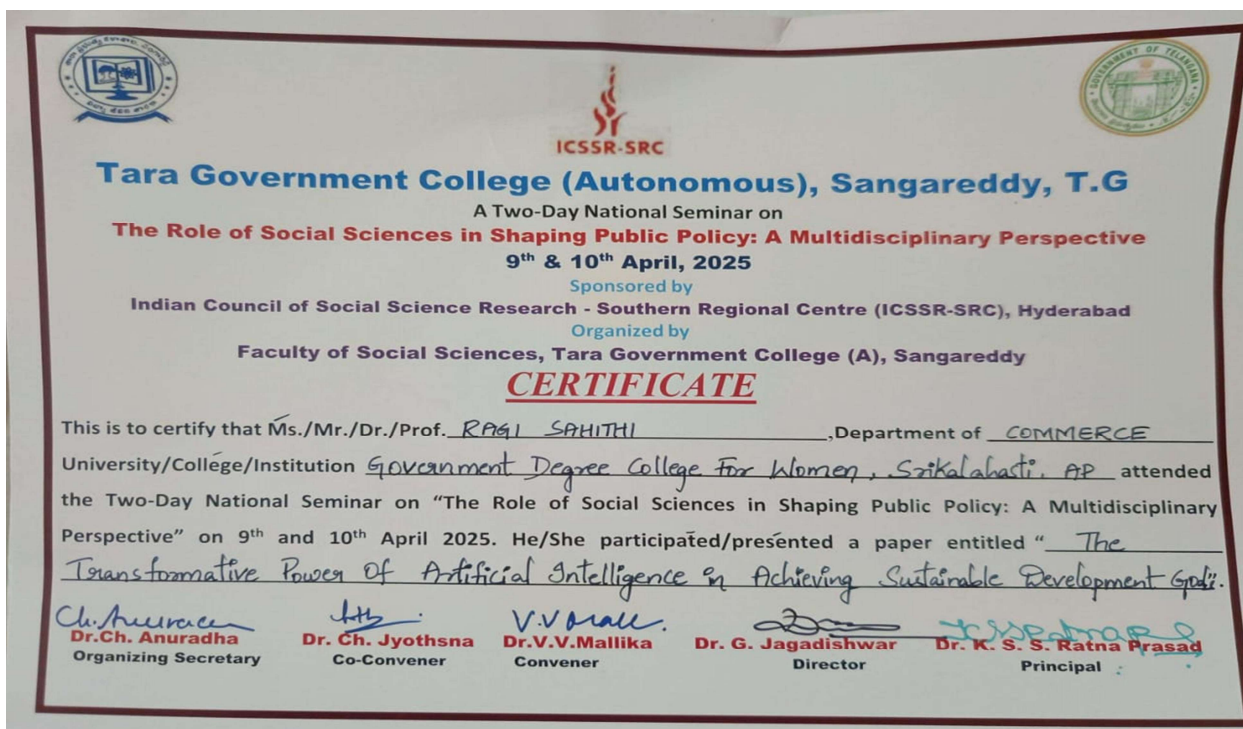 GOVERNMENT OF TELANGANA
ICSSR-SRC
Tara Government College (Autonomous), Sangareddy, T.G
A Two-Day National Seminar on
The Role of Social Sciences in Shaping Public Policy: A Multidisciplinary Perspective
9th & 10th April, 2025
Sponsored by
Indian Council of Social Science Research - Southern Regional Centre (ICSSR-SRC), Hyderabad
Organized by
Faculty of Social Sciences, Tara Government College (A), Sangareddy
CERTIFICATE
This is to certify that Ms./Mr./Dr./Prof. RAGI SAHITHI ,Department of COMMERCE
University/College/Institution Government Degree College For Women, Srikalahasti. AP attended
the Two-Day National Seminar on "The Role of Social Sciences in Shaping Public Policy: A Multidisciplinary
Perspective" on 9th and 10th April 2025. He/She participated/presented a paper entitled " The
Transformative Power Of Artificial Intelligence in Achieving Sustainable Development Goals".
Ch. Anuradha
Dr.Ch. Anuradha Dr. Ch. Jyothsna Dr.V.V.Mallika Dr. G. Jagadishwar Dr. K. S. S. Ratna Prasad
Organizing Secretary Co-Convener Convener Director Principal